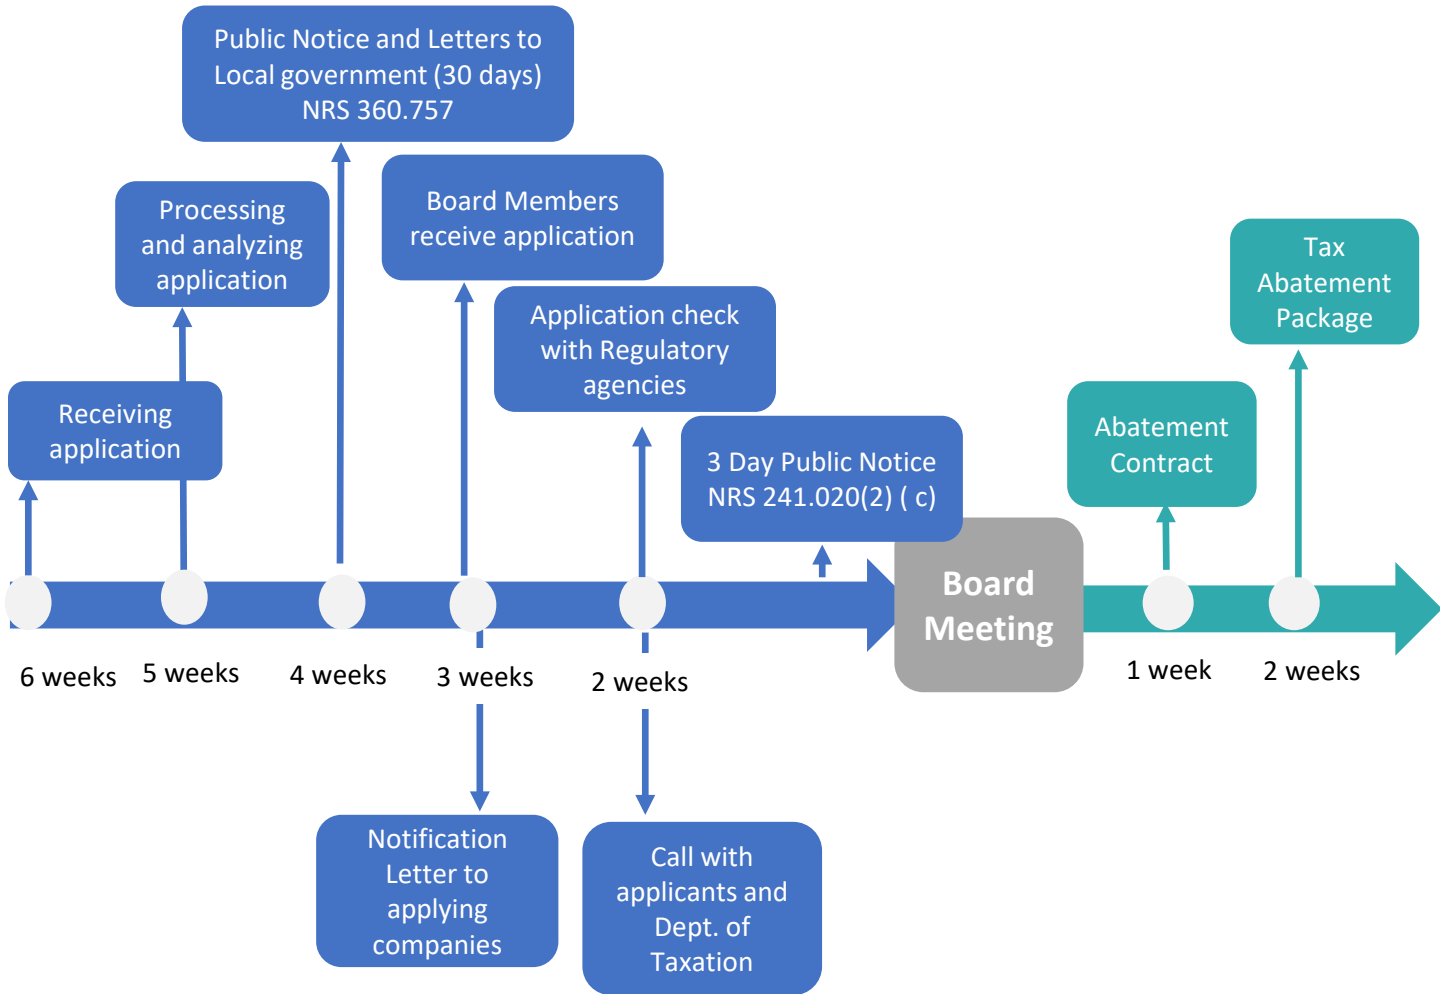 Public Notice and Letters to
Local government (30 days)
NRS 360.757
Processing
and analyzing
application
Board Members
receive application
Receiving
application
Application check
with Regulatory
agencies
3 Day Public Notice
NRS 241.020(2) ( c)
Board
Meeting
Abatement
Contract
Tax
Abatement
Package
6 weeks
5 weeks
4 weeks
3 weeks
2 weeks
1 week
2 weeks
Notification
Letter to
applying
companies
Call with
applicants and
Dept. of
Taxation